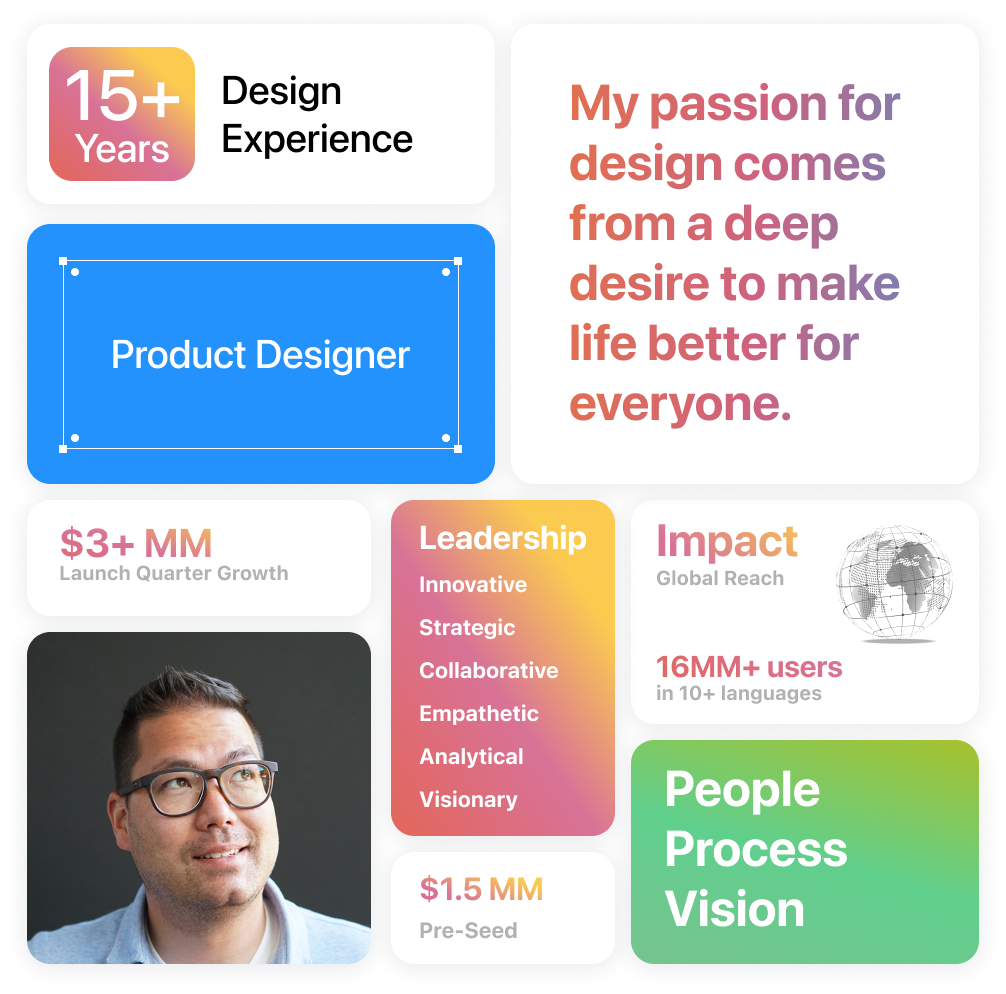 15+
Years
Design
Experience
My passion for
design comes
from a deep
desire to make
life better for
everyone.
Product Designer
$3+ MM
Launch Quarter Growth
Leadership
Innovative
Strategic
Collaborative
Empathetic
Analytical
Visionary
Impact
Global Reach
16MM+ users
in 10+ languages
$1.5 MM
Pre-Seed
People
Process
Vision